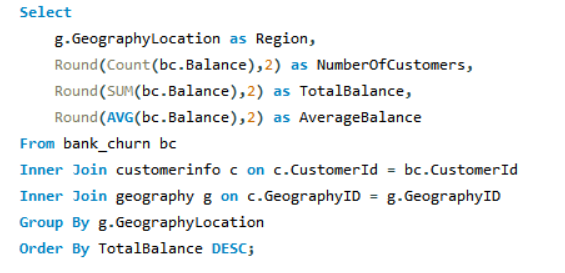 Select
g.GeographyLocation as Region,
Round(Count(bc.Balance),2) as NumberOfCustomers,
Round(SUM(bc.Balance),2) as TotalBalance,
Round(AVG(bc.Balance),2) as AverageBalance
From bank_churn bc
Inner Join customerinfo c on c.CustomerId = bc.CustomerId
Inner Join geography g on c.GeographyID = g.GeographyID
Group By g.GeographyLocation
Order By TotalBalance DESC;